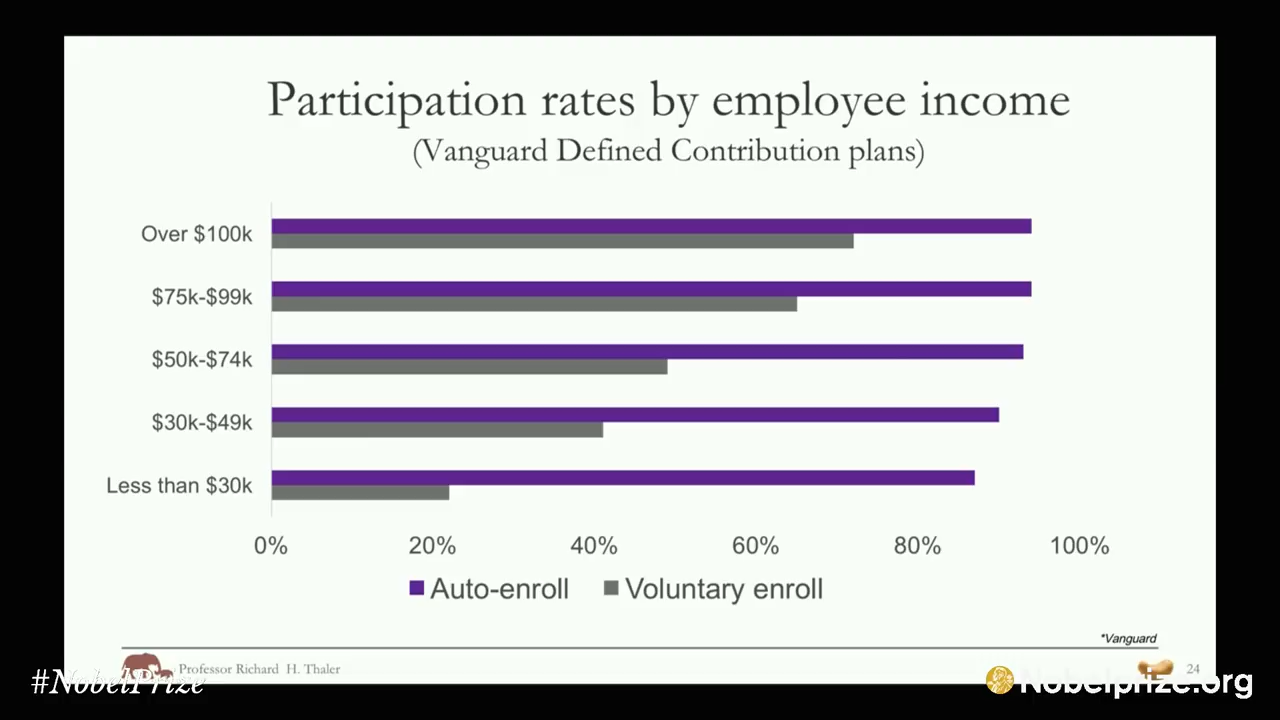 Participation rates by employee income
(Vanguard Defined Contribution plans)
Over $100k
$75k-$99k
$50k-$74k
$30k-$49k
Less than $30k
0% 20% 40% 60% 80% 100%
Auto-enroll Voluntary enroll
*Vanguard
Professor Richard H. Thaler
24
#NobelPrize
Nobelprize.org